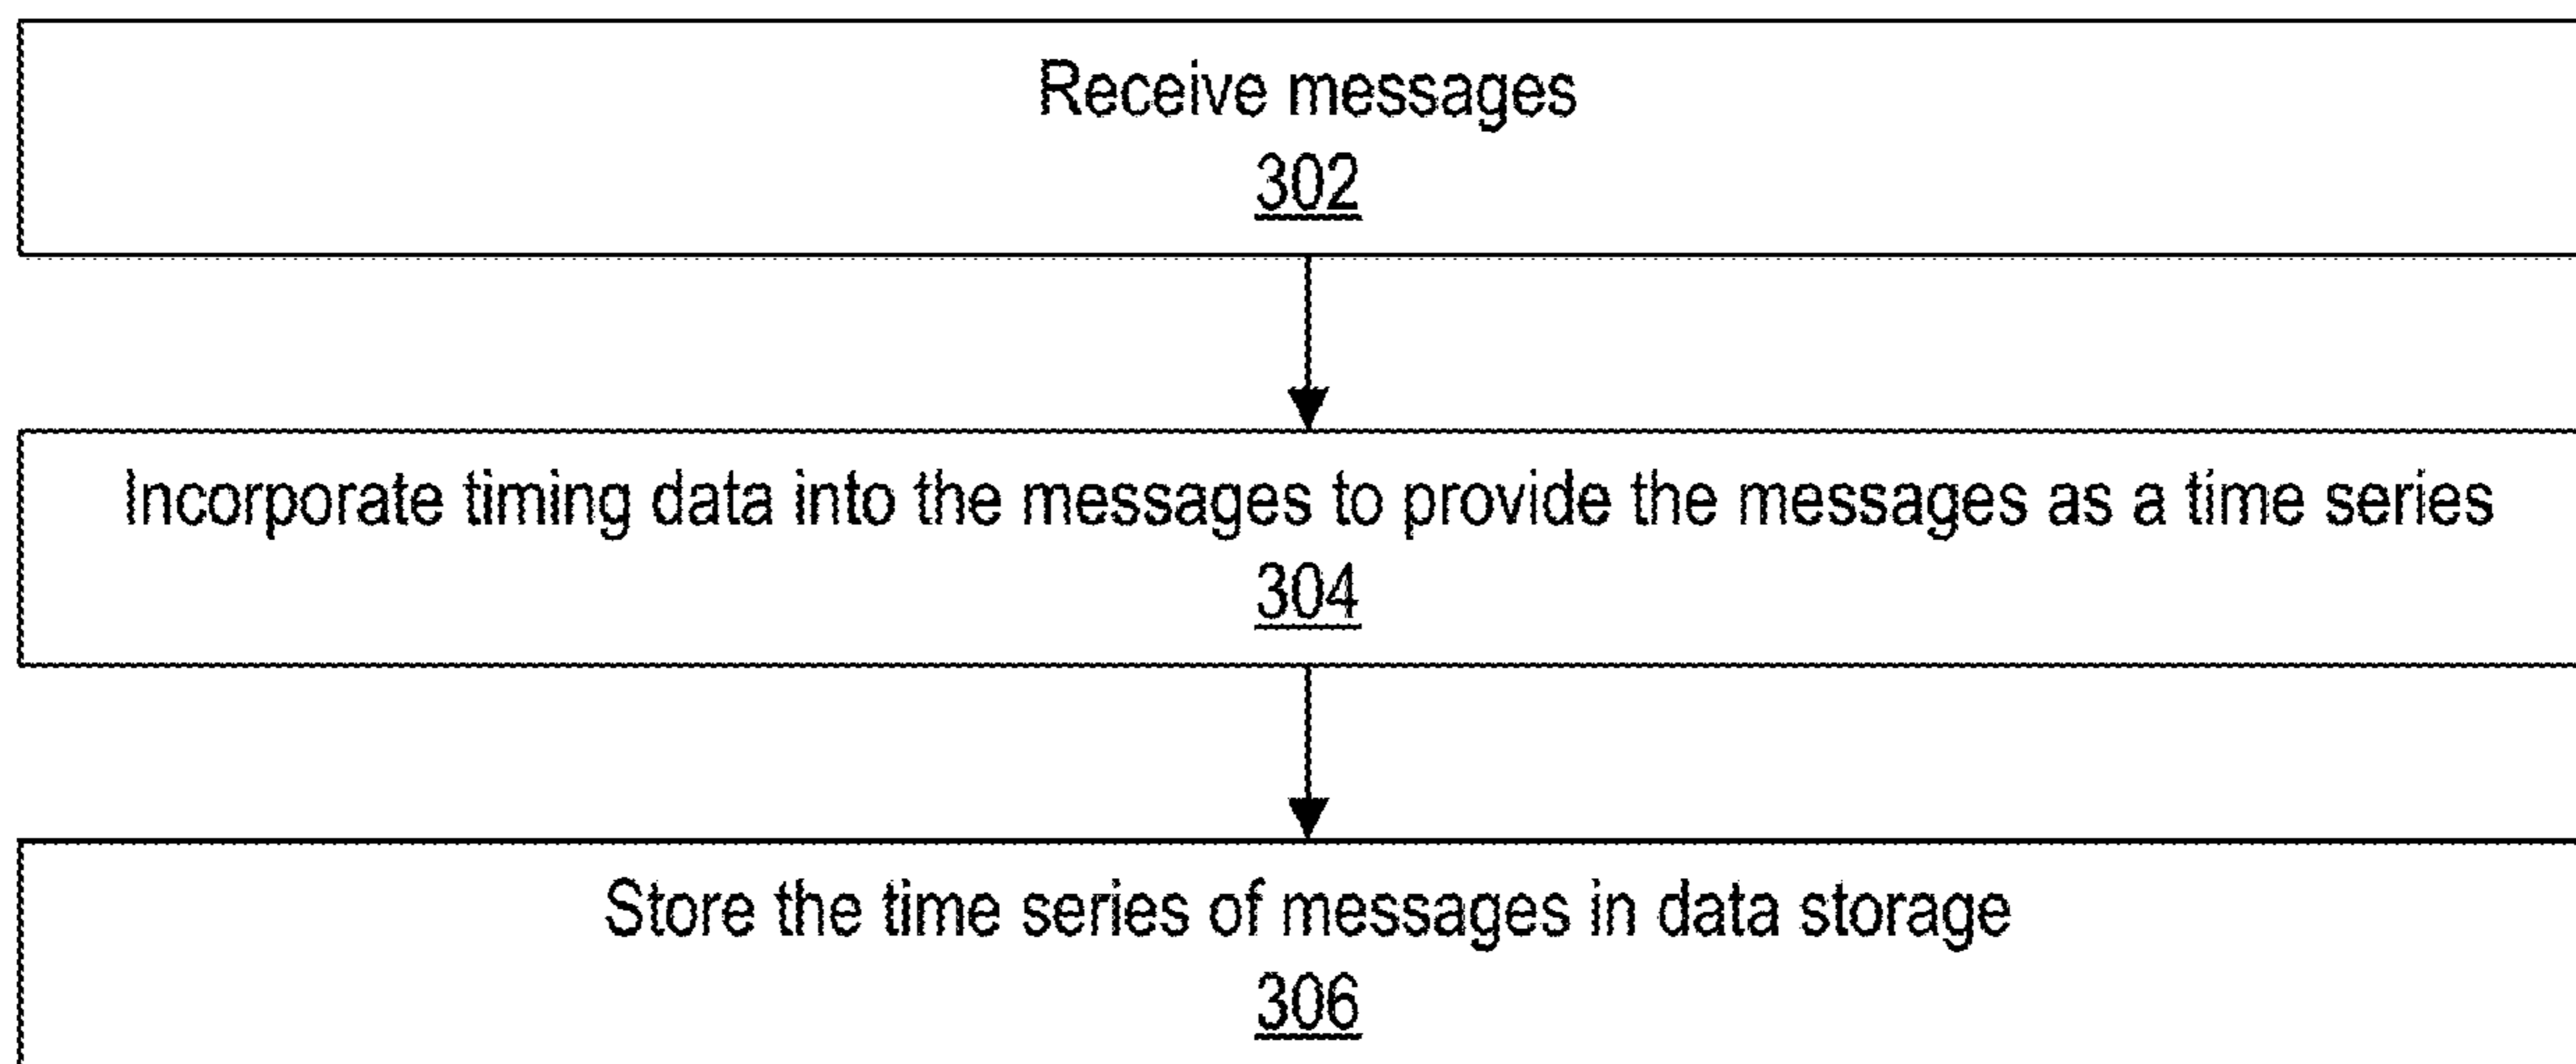 Receive messages
302
Incorporate timing data into the messages to provide the messages as a time series
304
Store the time series of messages in data storage
306